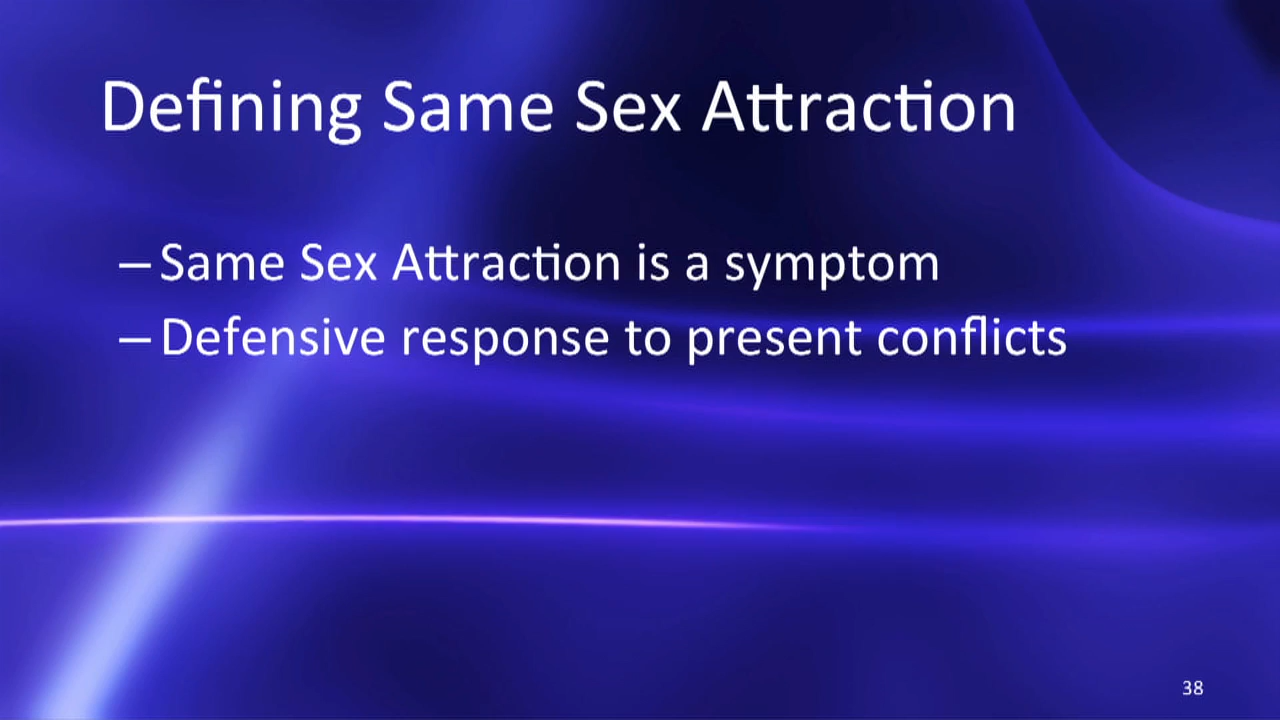 Defining Same Sex Attraction
– Same Sex Attraction is a symptom
– Defensive response to present conflicts
38